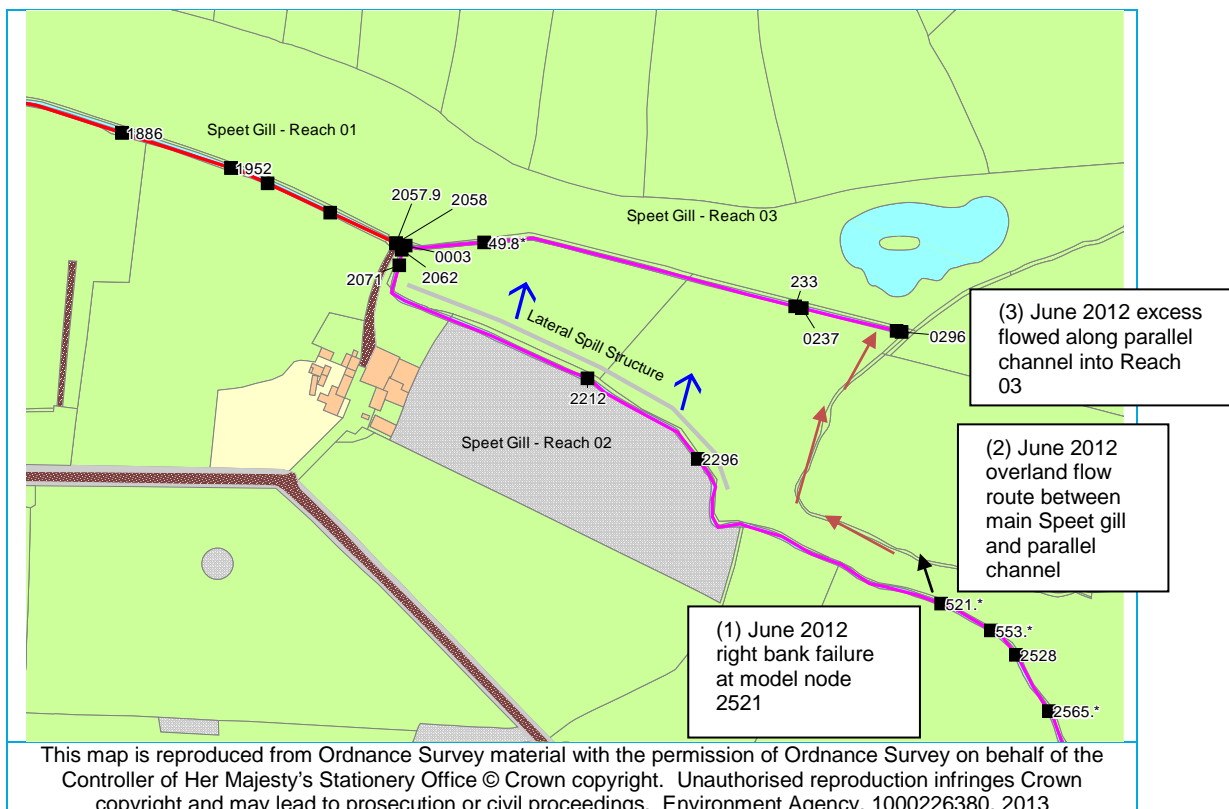 Speet Gill - Reach 01
1886
1952
2057.9
2058
Speet Gill - Reach 03
49.8*
0003
2062
2071
233
0237
0296
Lateral Spill Structure
(3) June 2012 excess
flowed along parallel
channel into Reach
03
2212
Speet Gill - Reach 02
2296
(2) June 2012
overland flow
route between
main Speet gill
and parallel
channel
521.*
553.*
2528
2565.*
(1) June 2012
right bank failure
at model node
2521
This map is reproduced from Ordnance Survey material with the permission of Ordnance Survey on behalf of the
Controller of Her Majesty's Stationery Office © Crown copyright. Unauthorised reproduction infringes Crown
copyright and may lead to prosecution or civil proceedings. Environment Agency, 1000226380, 2013